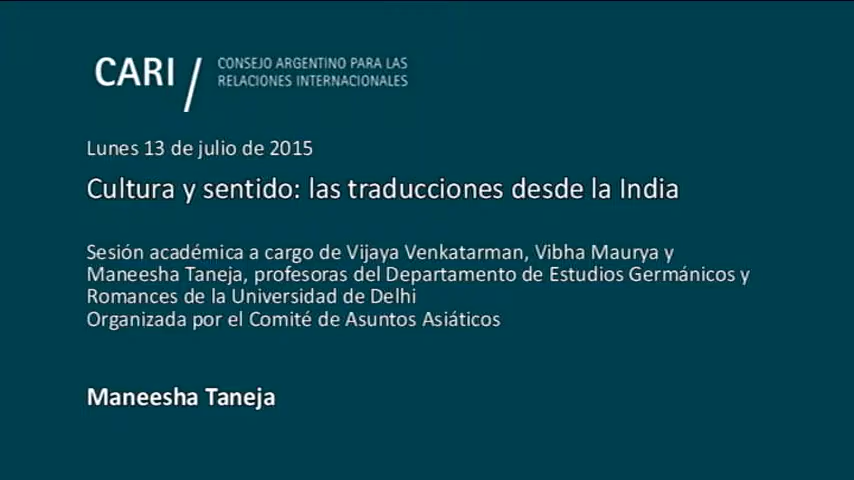 CARI/
CONSEJO ARGENTINO PARA LAS
RELACIONES INTERNACIONALES
Lunes 13 de julio de 2015
Cultura y sentido: las traducciones desde la India
Sesión académica a cargo de Vijaya Venkatarman, Vibha Maurya y
Maneesha Taneja, profesoras del Departamento de Estudios Germánicos y
Romances de la Universidad de Delhi
Organizada por el Comité de Asuntos Asiáticos
Maneesha Taneja